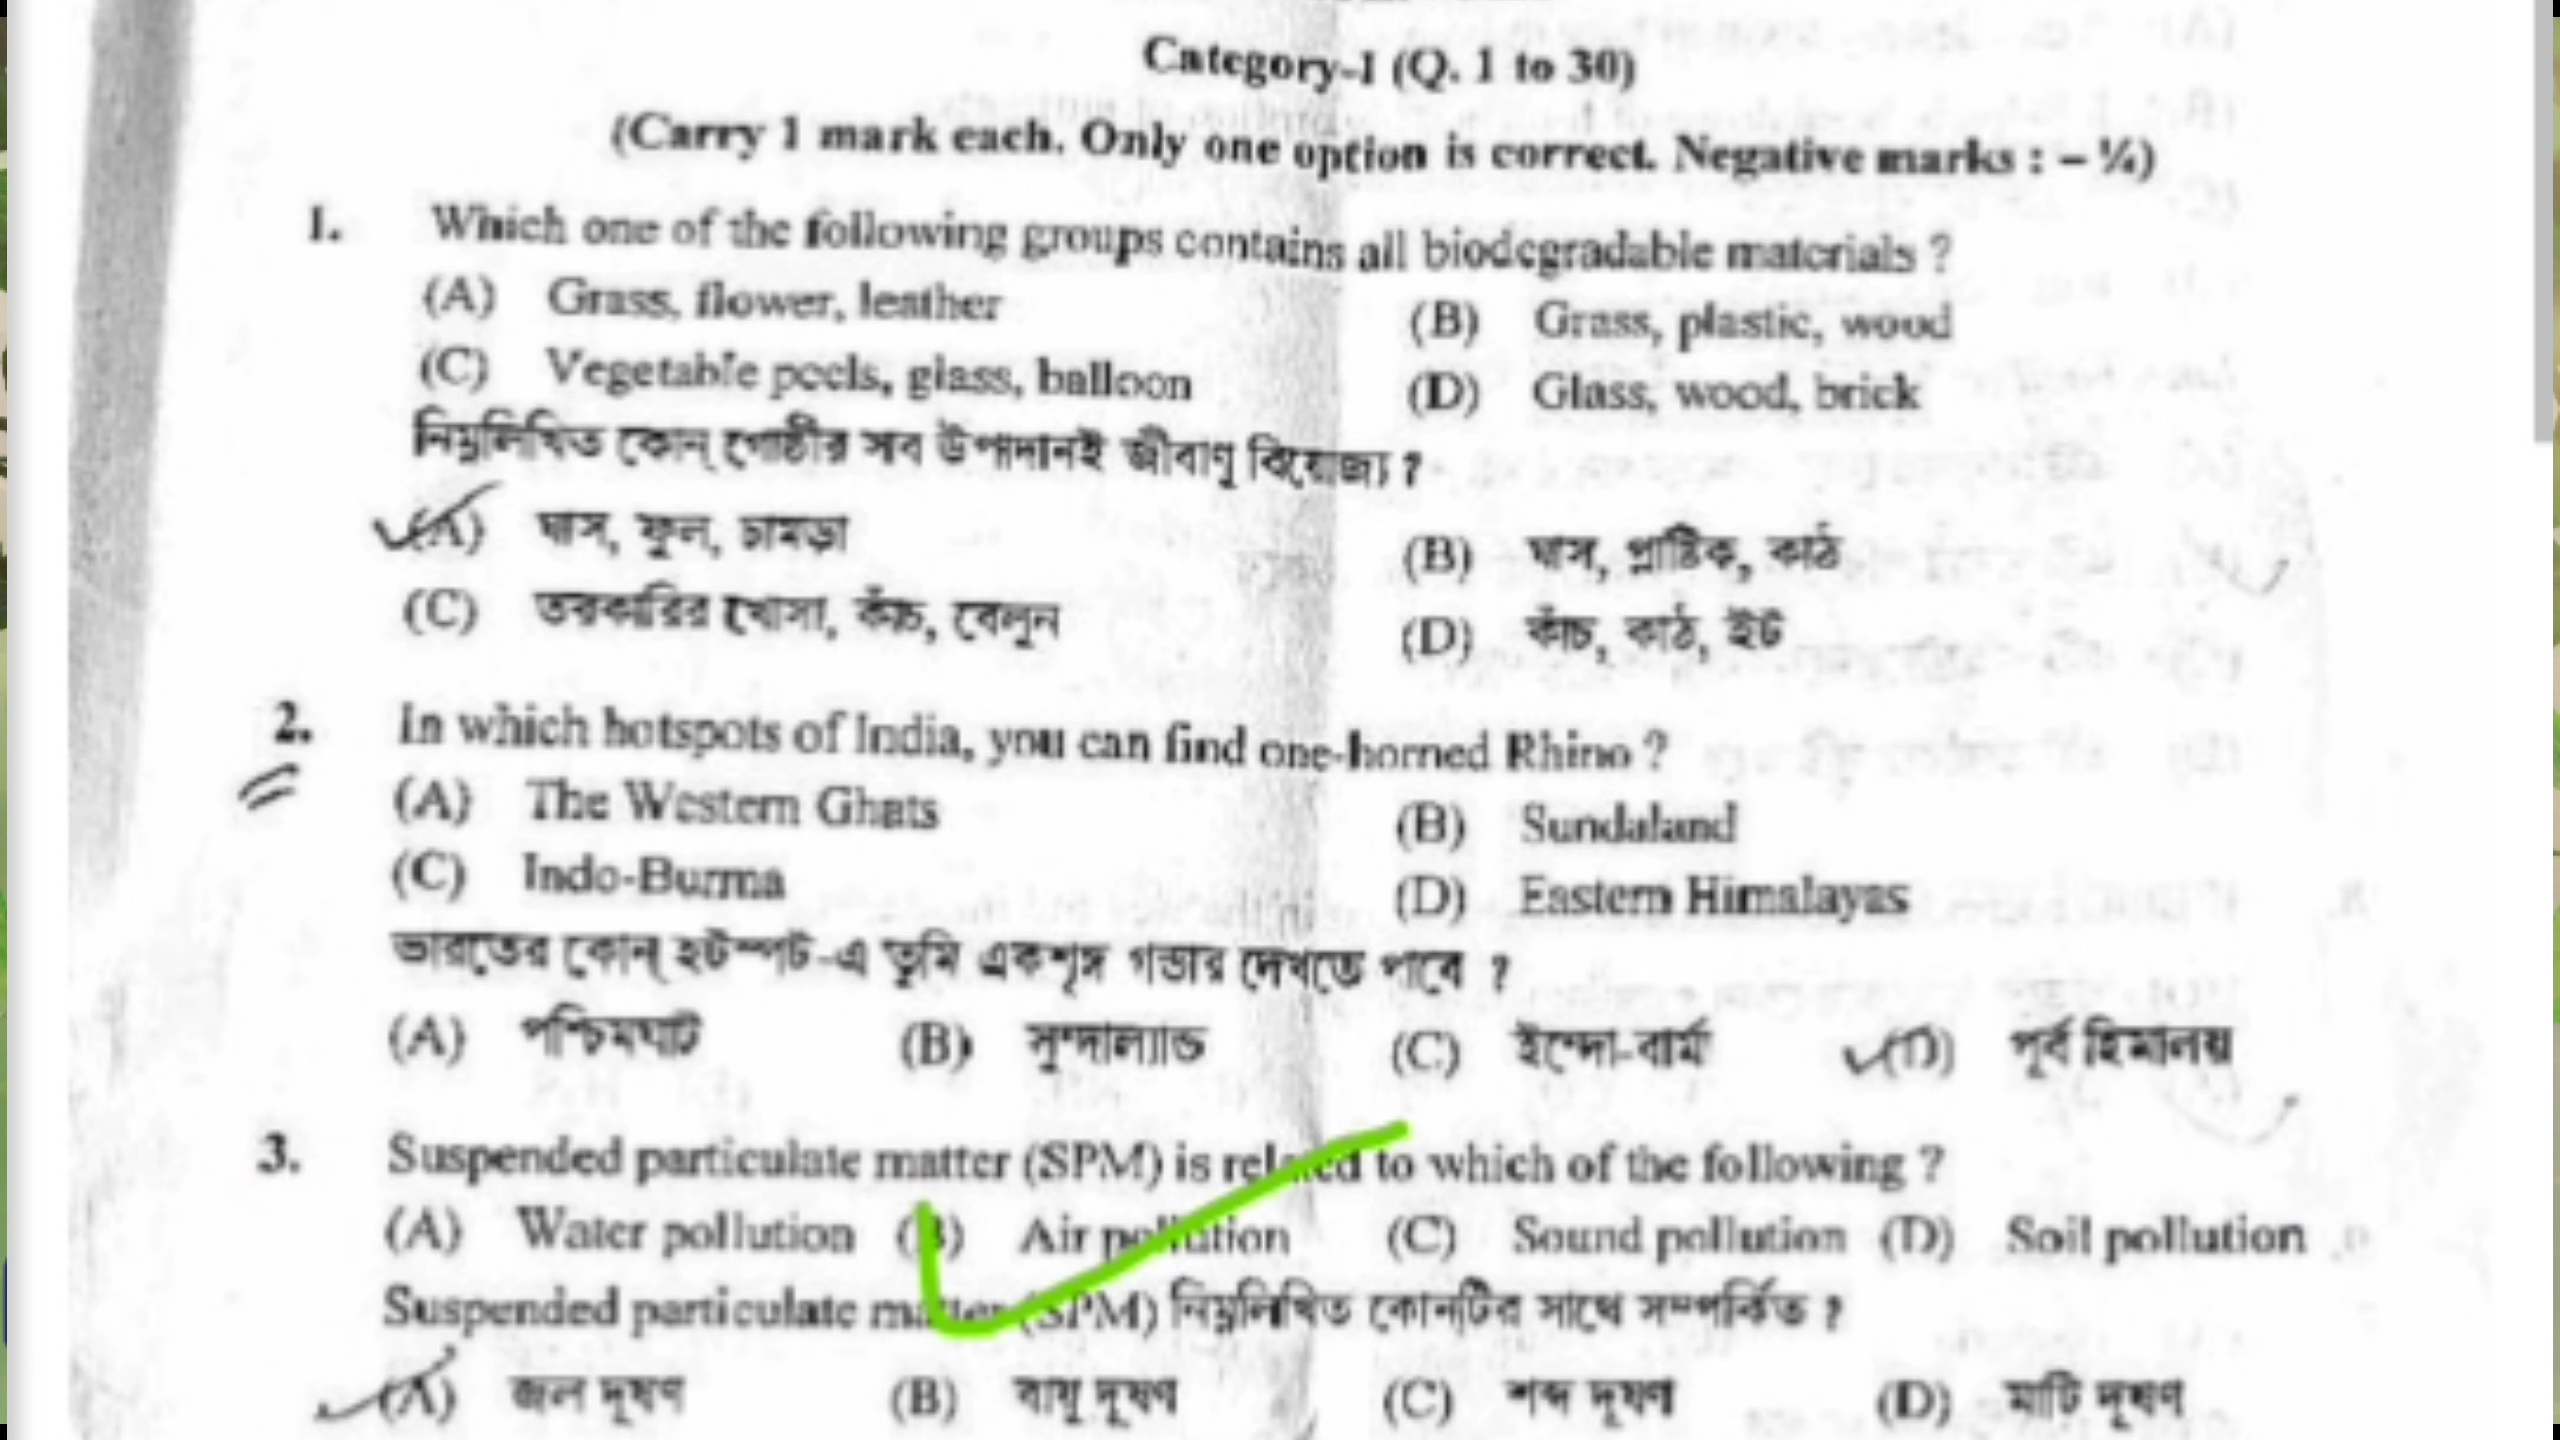 Category-I (Q. 1 to 30)
(Carry 1 mark each. Only one option is correct. Negative marks : – ¼)
1. Which one of the following groups contains all biodegradable materials ?
(A) Grass, flower, leather (B) Grass, plastic, wood
(C) Vegetable peels, glass, balloon (D) Glass, wood, brick
নিম্নলিখিত কোন্ গোষ্ঠীর সব উপাদানই জীবাণু বিয়োজ্য ?
(A) ঘাস, ফুল, চামড়া (B) ঘাস, প্লাষ্টিক, কাঠ
(C) তরকারির খোসা, কাঁচ, বেলুন (D) কাঁচ, কাঠ, ইট
2. In which hotspots of India, you can find one-horned Rhino ?
(A) The Western Ghats (B) Sundaland
(C) Indo-Burma (D) Eastern Himalayas
ভারতের কোন্ হটস্পট-এ তুমি একশৃঙ্গ গন্ডার দেখতে পাবে ?
(A) পশ্চিমঘাট (B) সুন্দাল্যান্ড (C) ইন্দো-বার্মা (D) পূর্ব হিমালয়
3. Suspended particulate matter (SPM) is related to which of the following ?
(A) Water pollution (B) Air pollution (C) Sound pollution (D) Soil pollution
Suspended particulate matter (SPM) নিম্নলিখিত কোনটির সাথে সম্পর্কিত ?
(A) জল দূষণ (B) বায়ু দূষণ (C) শব্দ দূষণ (D) মাটি দূষণ